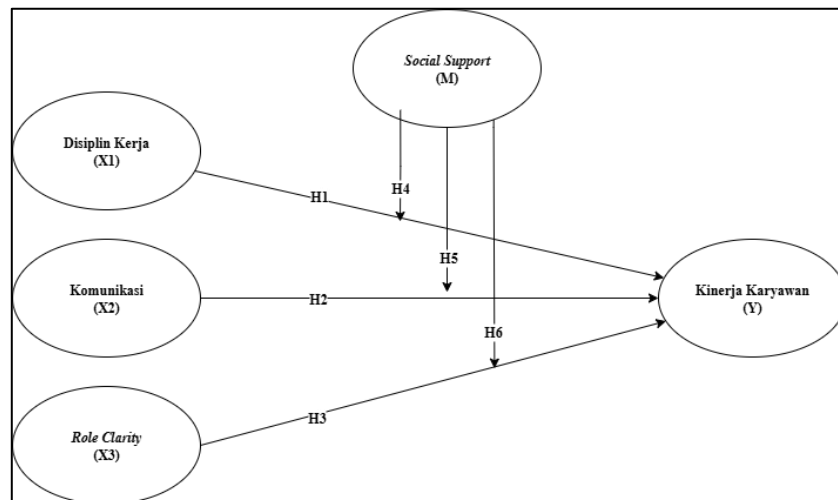 Social Support
(M)
Disiplin Kerja
(X1)
H1
H4
H5
Komunikasi
(X2)
H2
Kinerja Karyawan
(Y)
H6
H3
Role Clarity
(X3)